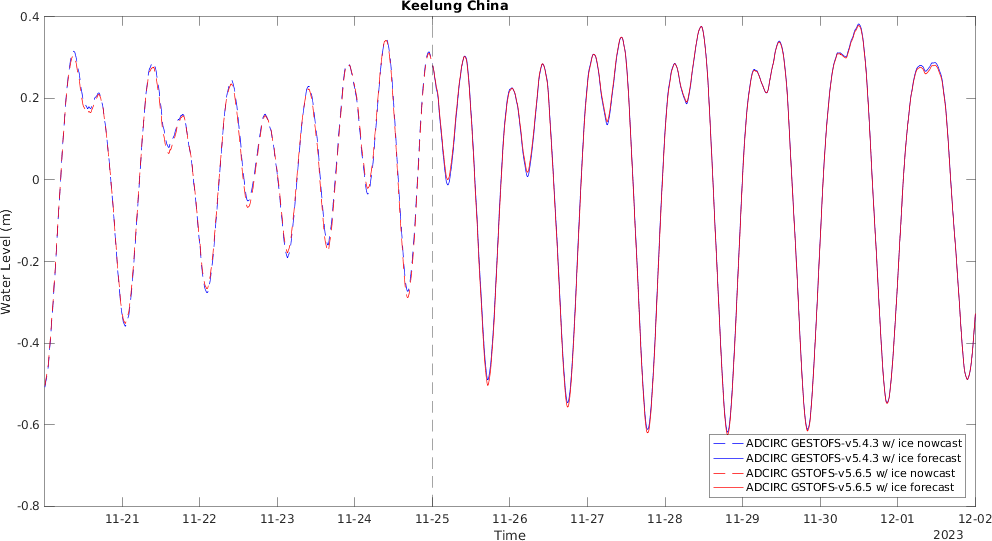 Keelung China
Water Level (m)
0.4
0.2
0
-0.2
-0.4
-0.6
-0.8
ADCIRC GESTOFS-v5.4.3 w/ ice nowcast
ADCIRC GESTOFS-v5.4.3 w/ ice forecast
ADCIRC GSTOFS-v5.6.5 w/ ice nowcast
ADCIRC GSTOFS-v5.6.5 w/ ice forecast
11-21 11-22 11-23 11-24 11-25 11-26 11-27 11-28 11-29 11-30 12-01 12-02
Time
2023